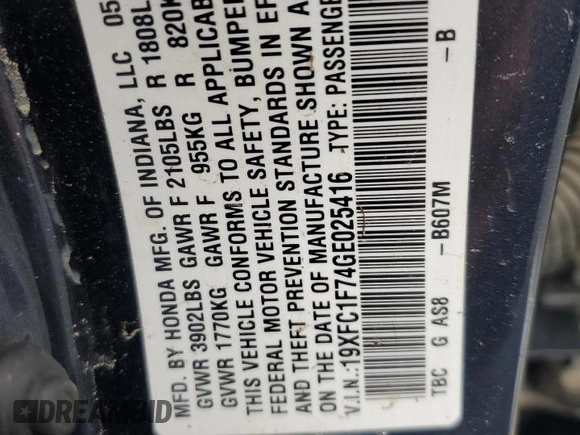 MFD. BY HONDA MFG. OF INDIANA, LLC 05
GVWR 3902LBS GAWR F 2105LBS R 1808L
GVWR 1770KG GAWR F 955KG R 820K
THIS VEHICLE CONFORMS TO ALL APPLICAB
FEDERAL MOTOR VEHICLE SAFETY, BUMPER
AND THEFT PREVENTION STANDARDS IN EF
ON THE DATE OF MANUFACTURE SHOWN A
V.I.N.: 19XFC1F74GE025416 TYPE: PASSENGE
TBC G AS8 -B607M -B
DREAMBID